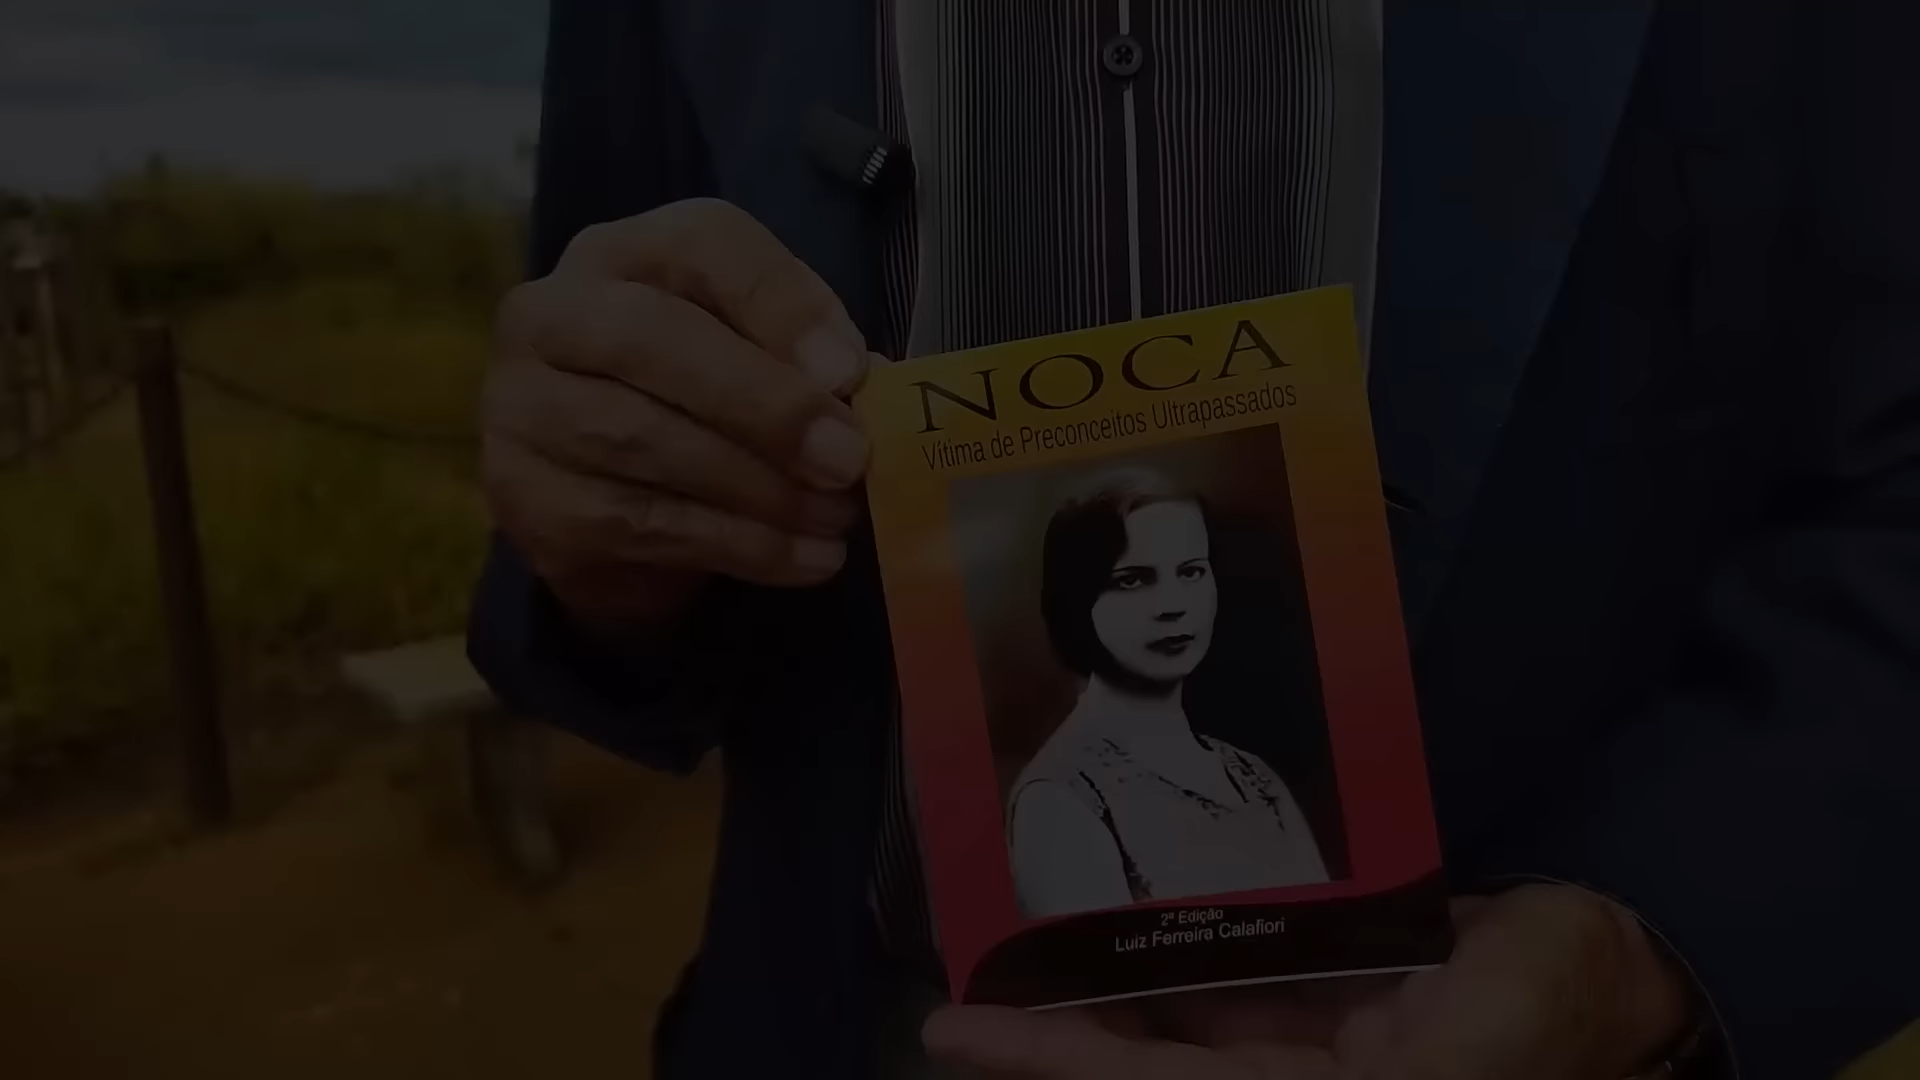 NOCA
Vítima de Preconceitos Ultrapassados
2ª Edição
Luiz Ferreira Calafiori